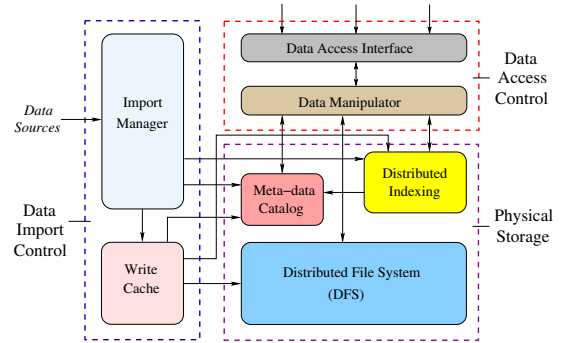 Data Access Interface
Data
Access
Control
Import
Manager
Data Manipulator
Data
Sources
Distributed
Indexing
Meta-data
Catalog
Data
Import
Control
Physical
Storage
Write
Cache
Distributed File System
(DFS)